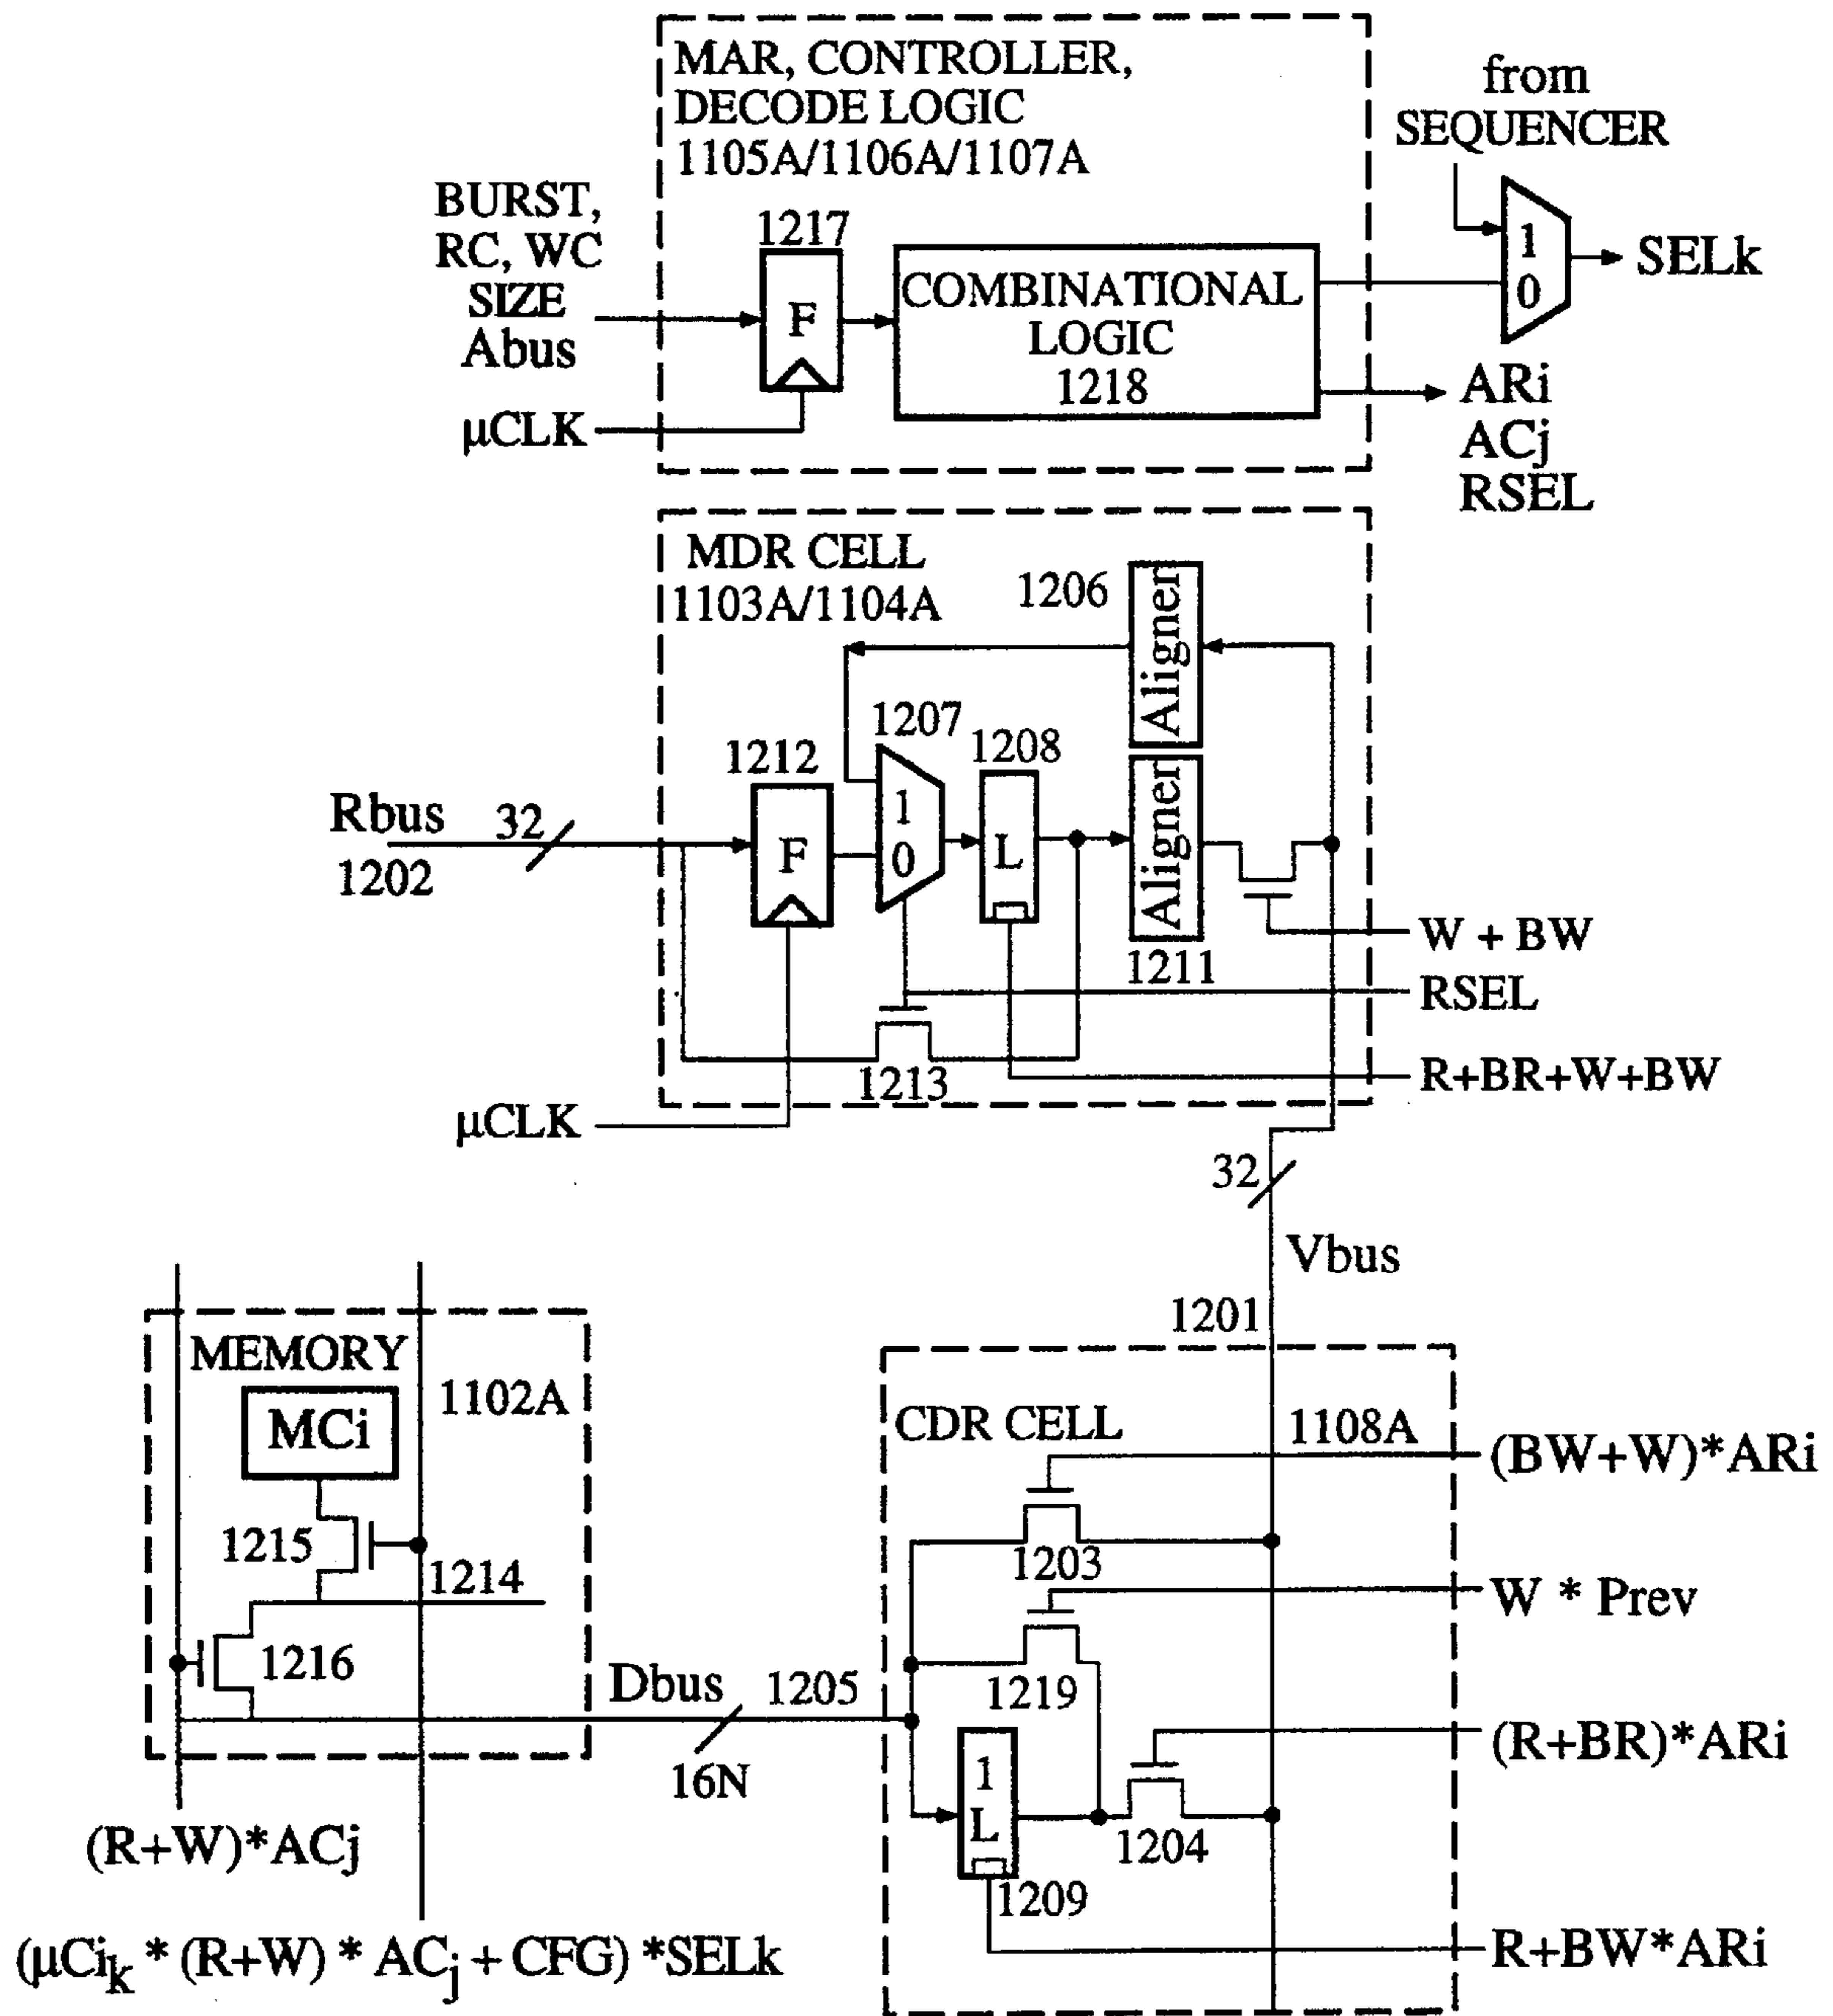 MAR, CONTROLLER,
DECODE LOGIC
1105A/1106A/1107A
from
SEQUENCER
BURST,
RC, WC
SIZE
Abus
μCLK
1217
F
COMBINATIONAL
LOGIC
1218
1
0
SELk
ARi
ACj
RSEL
MDR CELL
1103A/1104A
1206
Aligner
1207
1208
1212
Rbus
32
1202
F
1
0
L
Aligner
1211
W + BW
RSEL
1213
R+BR+W+BW
μCLK
32
Vbus
1201
MEMORY
1102A
MCi
1215
1214
1216
Dbus
1205
16N
(R+W)*ACj
(μCik * (R+W) * ACj + CFG) *SELk
CDR CELL
1108A
(BW+W)*ARi
1203
W * Prev
1219
(R+BR)*ARi
1
L
1204
1209
R+BW*ARi